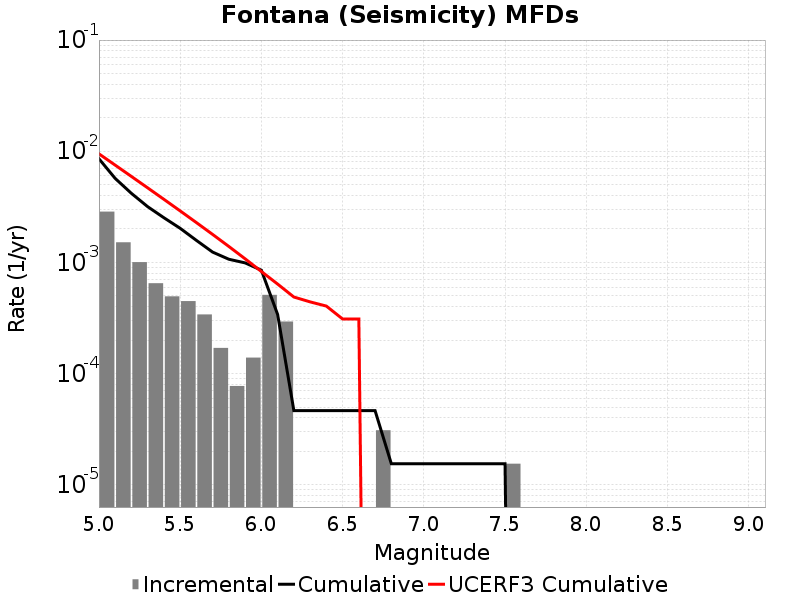 Fontana (Seismicity) MFDs
10-1
10-2
10-3
10-4
10-5
Rate (1/yr)
5.0 5.5 6.0 6.5 7.0 7.5 8.0 8.5 9.0
Magnitude
Incremental Cumulative UCERF3 Cumulative